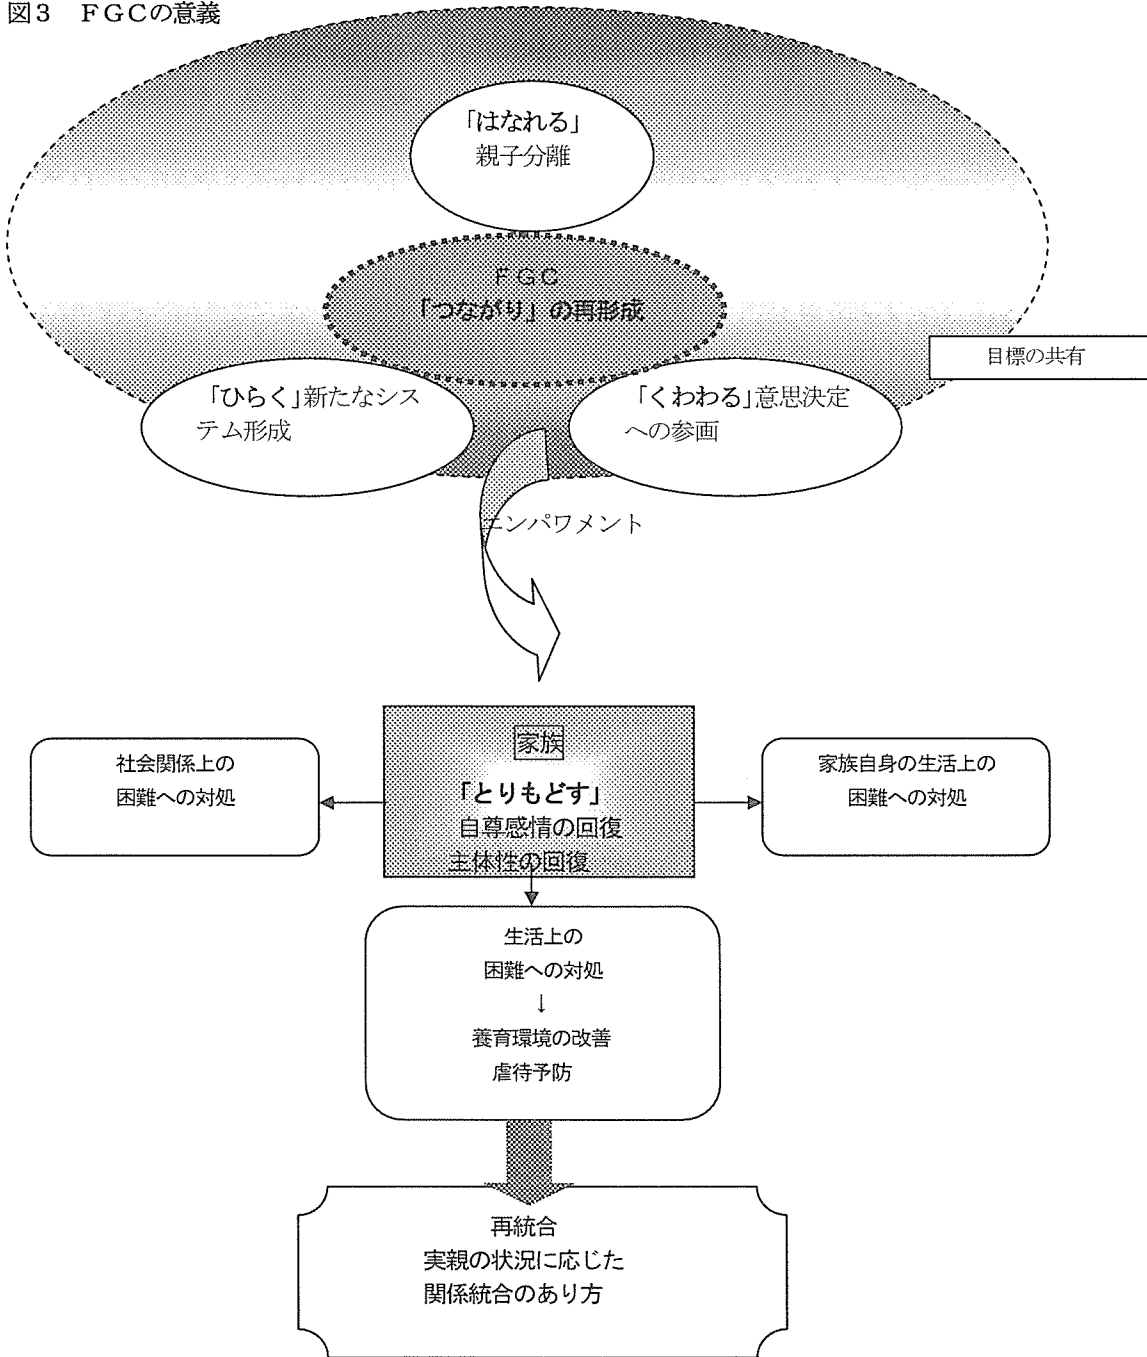 図3　ＦＧＣの意義
「はなれる」
親子分離
ＦＧＣ
「つながり」の再形成
目標の共有
「ひらく」新たなシス
テム形成
「くわわる」意思決定
への参画
エンパワメント
家族
「とりもどす」
自尊感情の回復
主体性の回復
社会関係上の
困難への対処
家族自身の生活上の
困難への対処
生活上の
困難への対処
↓
養育環境の改善
虐待予防
再統合
実親の状況に応じた
関係統合のあり方